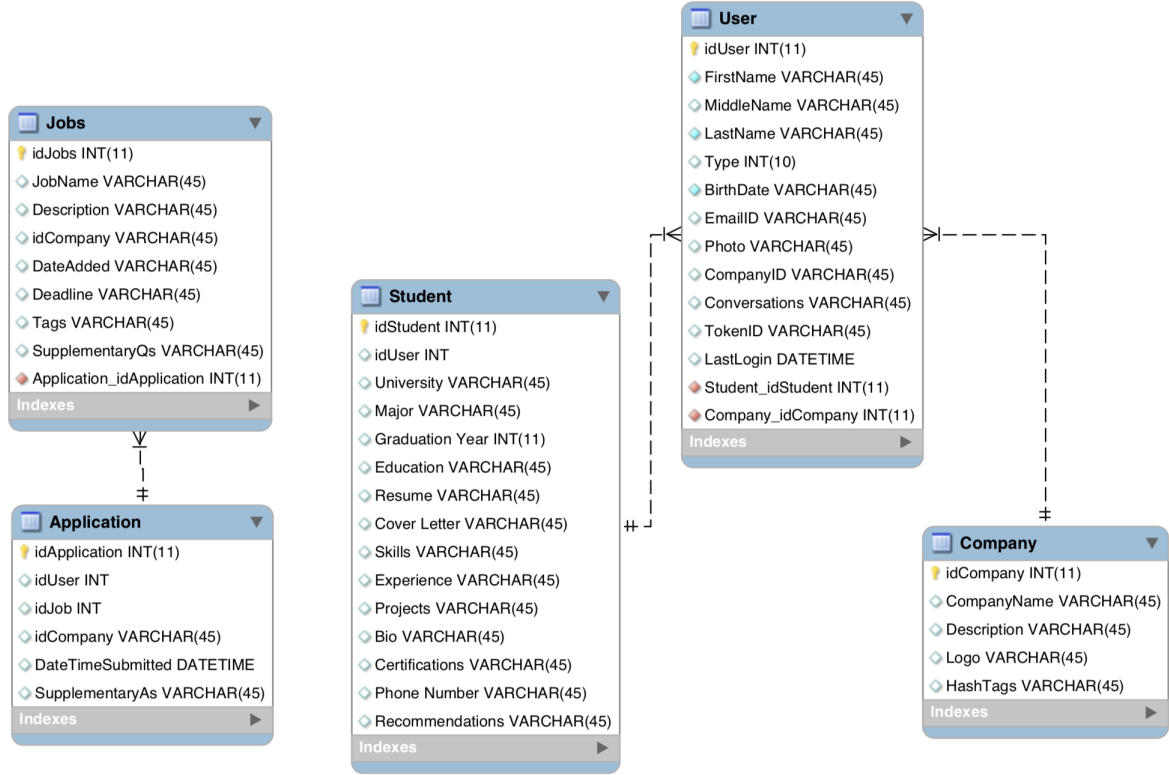 Jobs
idJobs INT(11)
JobName VARCHAR(45)
Description VARCHAR(45)
idCompany VARCHAR(45)
DateAdded VARCHAR(45)
Deadline VARCHAR(45)
Tags VARCHAR(45)
SupplementaryQs VARCHAR(45)
Application_idApplication INT(11)
Indexes
Application
idApplication INT(11)
idUser INT
idJob INT
idCompany VARCHAR(45)
DateTimeSubmitted DATETIME
SupplementaryAs VARCHAR(45)
Indexes
Student
idStudent INT(11)
idUser INT
University VARCHAR(45)
Major VARCHAR(45)
Graduation Year INT(11)
Education VARCHAR(45)
Resume VARCHAR(45)
Cover Letter VARCHAR(45)
Skills VARCHAR(45)
Experience VARCHAR(45)
Projects VARCHAR(45)
Bio VARCHAR(45)
Certifications VARCHAR(45)
Phone Number VARCHAR(45)
Recommendations VARCHAR(45)
Indexes
User
idUser INT(11)
FirstName VARCHAR(45)
MiddleName VARCHAR(45)
LastName VARCHAR(45)
Type INT(10)
BirthDate VARCHAR(45)
EmailID VARCHAR(45)
Photo VARCHAR(45)
CompanyID VARCHAR(45)
Conversations VARCHAR(45)
TokenID VARCHAR(45)
LastLogin DATETIME
Student_idStudent INT(11)
Company_idCompany INT(11)
Indexes
Company
idCompany INT(11)
CompanyName VARCHAR(45)
Description VARCHAR(45)
Logo VARCHAR(45)
HashTags VARCHAR(45)
Indexes